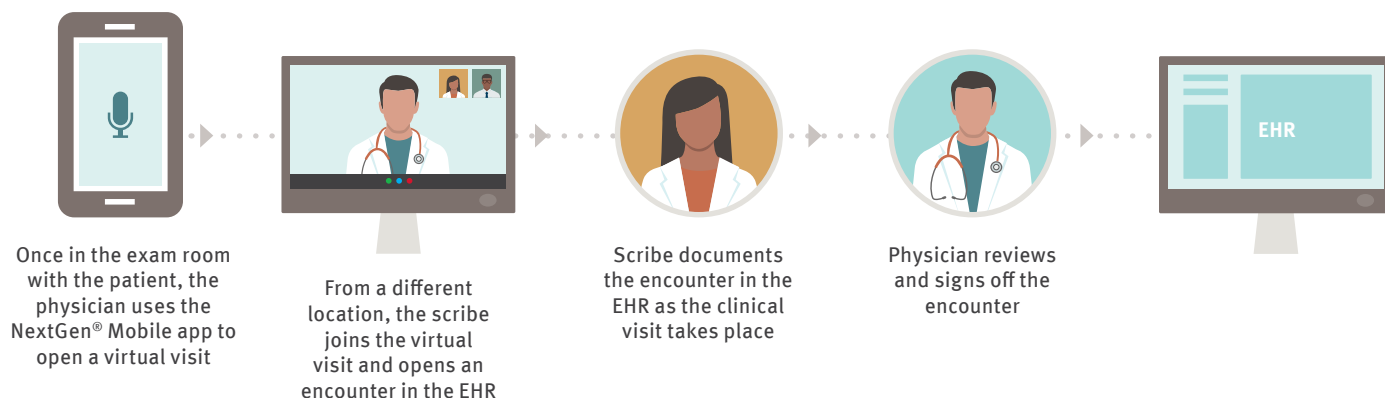 Once in the exam room
with the patient, the
physician uses the
NextGen® Mobile app to
open a virtual visit
From a different
location, the scribe
joins the virtual
visit and opens an
encounter in the EHR
Scribe documents
the encounter in the
EHR as the clinical
visit takes place
Physician reviews
and signs off the
encounter
EHR